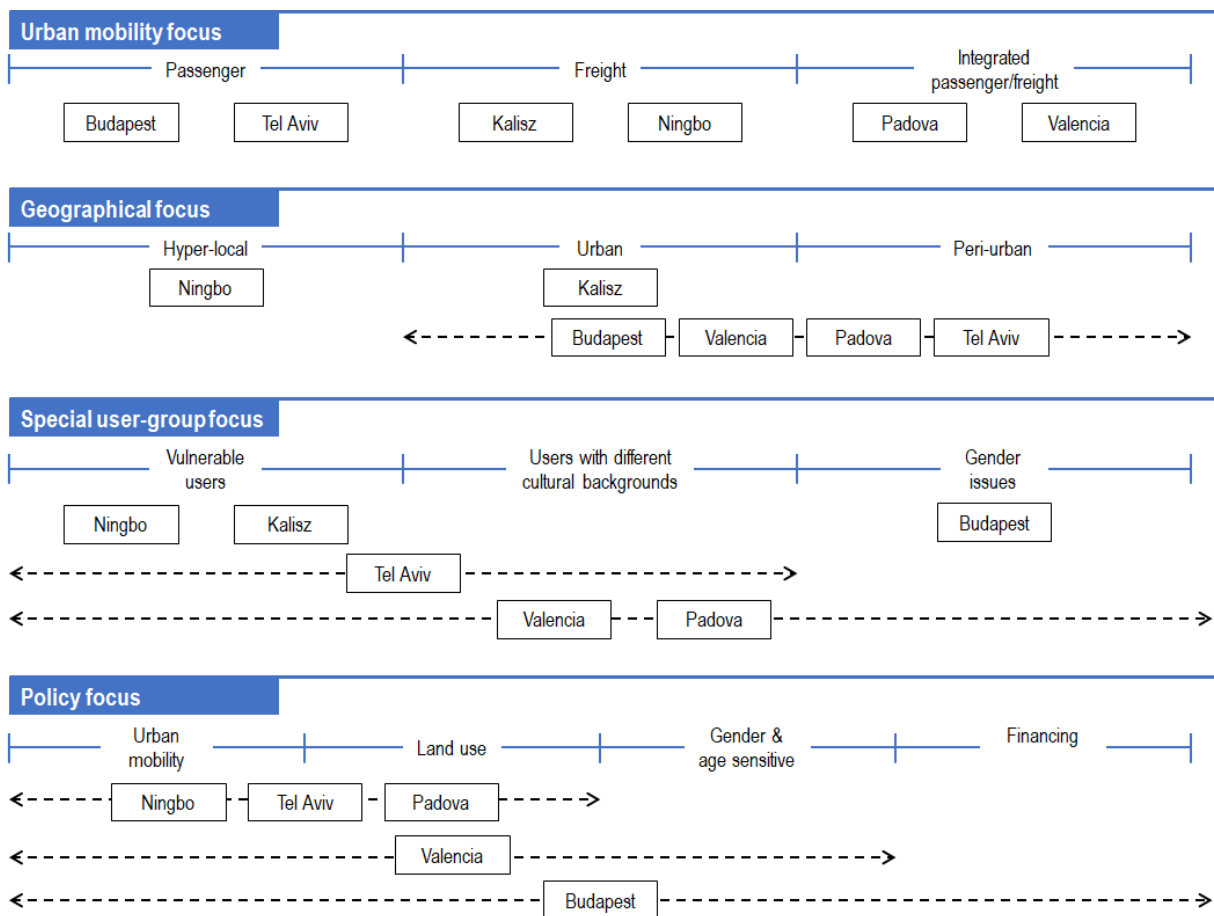 Urban mobility focus
Passenger
Freight
Integrated
passenger/freight
Budapest
Tel Aviv
Kalisz
Ningbo
Padova
Valencia
Geographical focus
Hyper-local
Urban
Peri-urban
Ningbo
Kalisz
Budapest
Valencia
Padova
Tel Aviv
Special user-group focus
Vulnerable
users
Users with different
cultural backgrounds
Gender
issues
Ningbo
Kalisz
Budapest
Tel Aviv
Valencia
Padova
Policy focus
Urban
mobility
Land use
Gender &
age sensitive
Financing
Ningbo
Tel Aviv
Padova
Valencia
Budapest